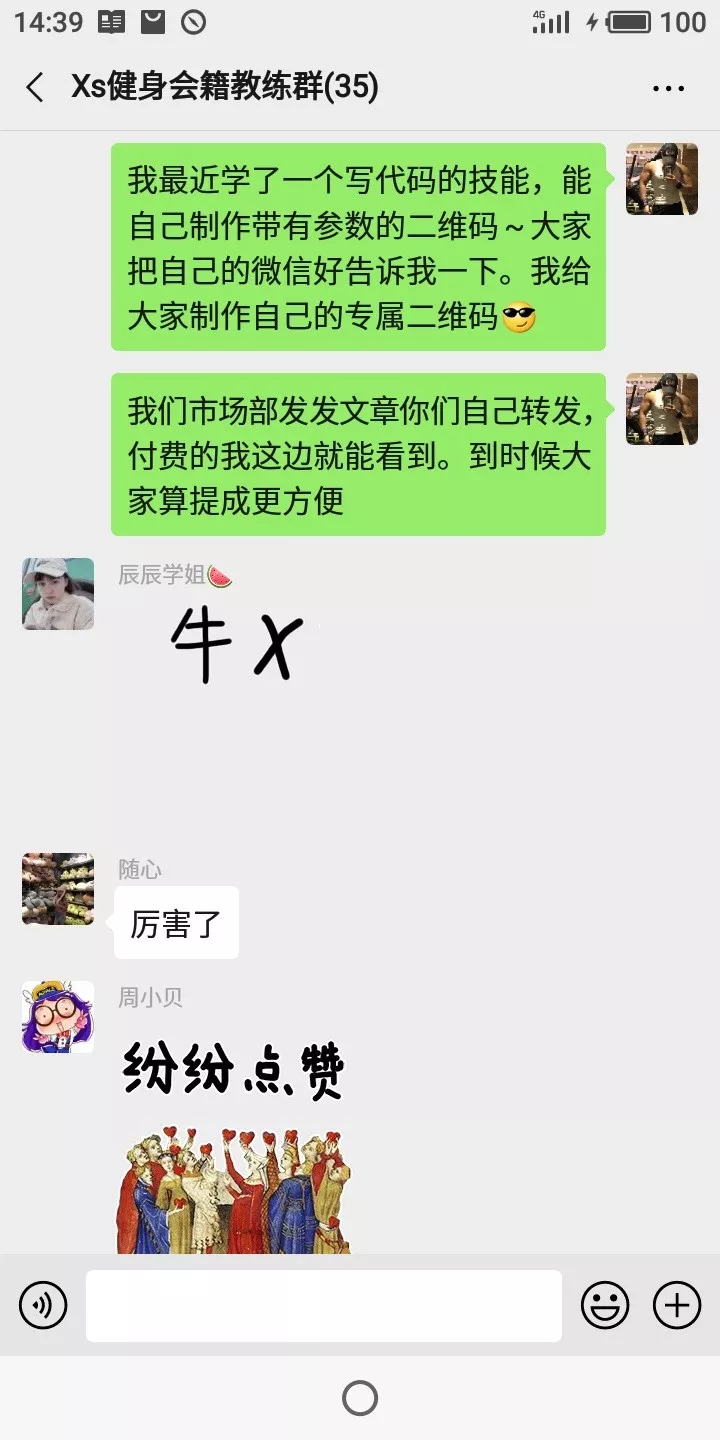 14:39
4G
100
Xs健身会籍教练群(35)
我最近学了一个写代码的技能，能
自己制作带有参数的二维码～大家
把自己的微信好告诉我一下。我给
大家制作自己的专属二维码😎
我们市场部发发文章你们自己转发，
付费的我这边就能看到。到时候大
家算提成更方便
辰辰学姐🍉
牛X
随心
厉害了
周小贝
纷纷点赞